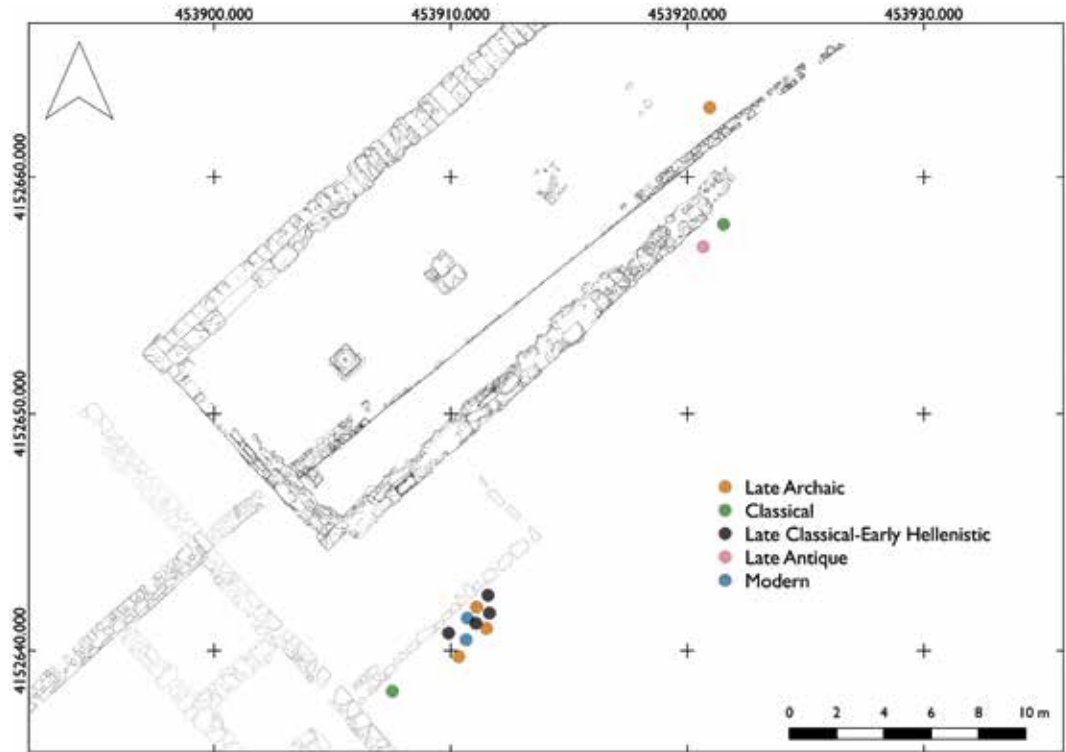 453900.000 453910.000 453920.000 453930.000
4152660.000
4152650.000
4152640.000
Late Archaic
Classical
Late Classical-Early Hellenistic
Late Antique
Modern
0 2 4 6 8 10 m